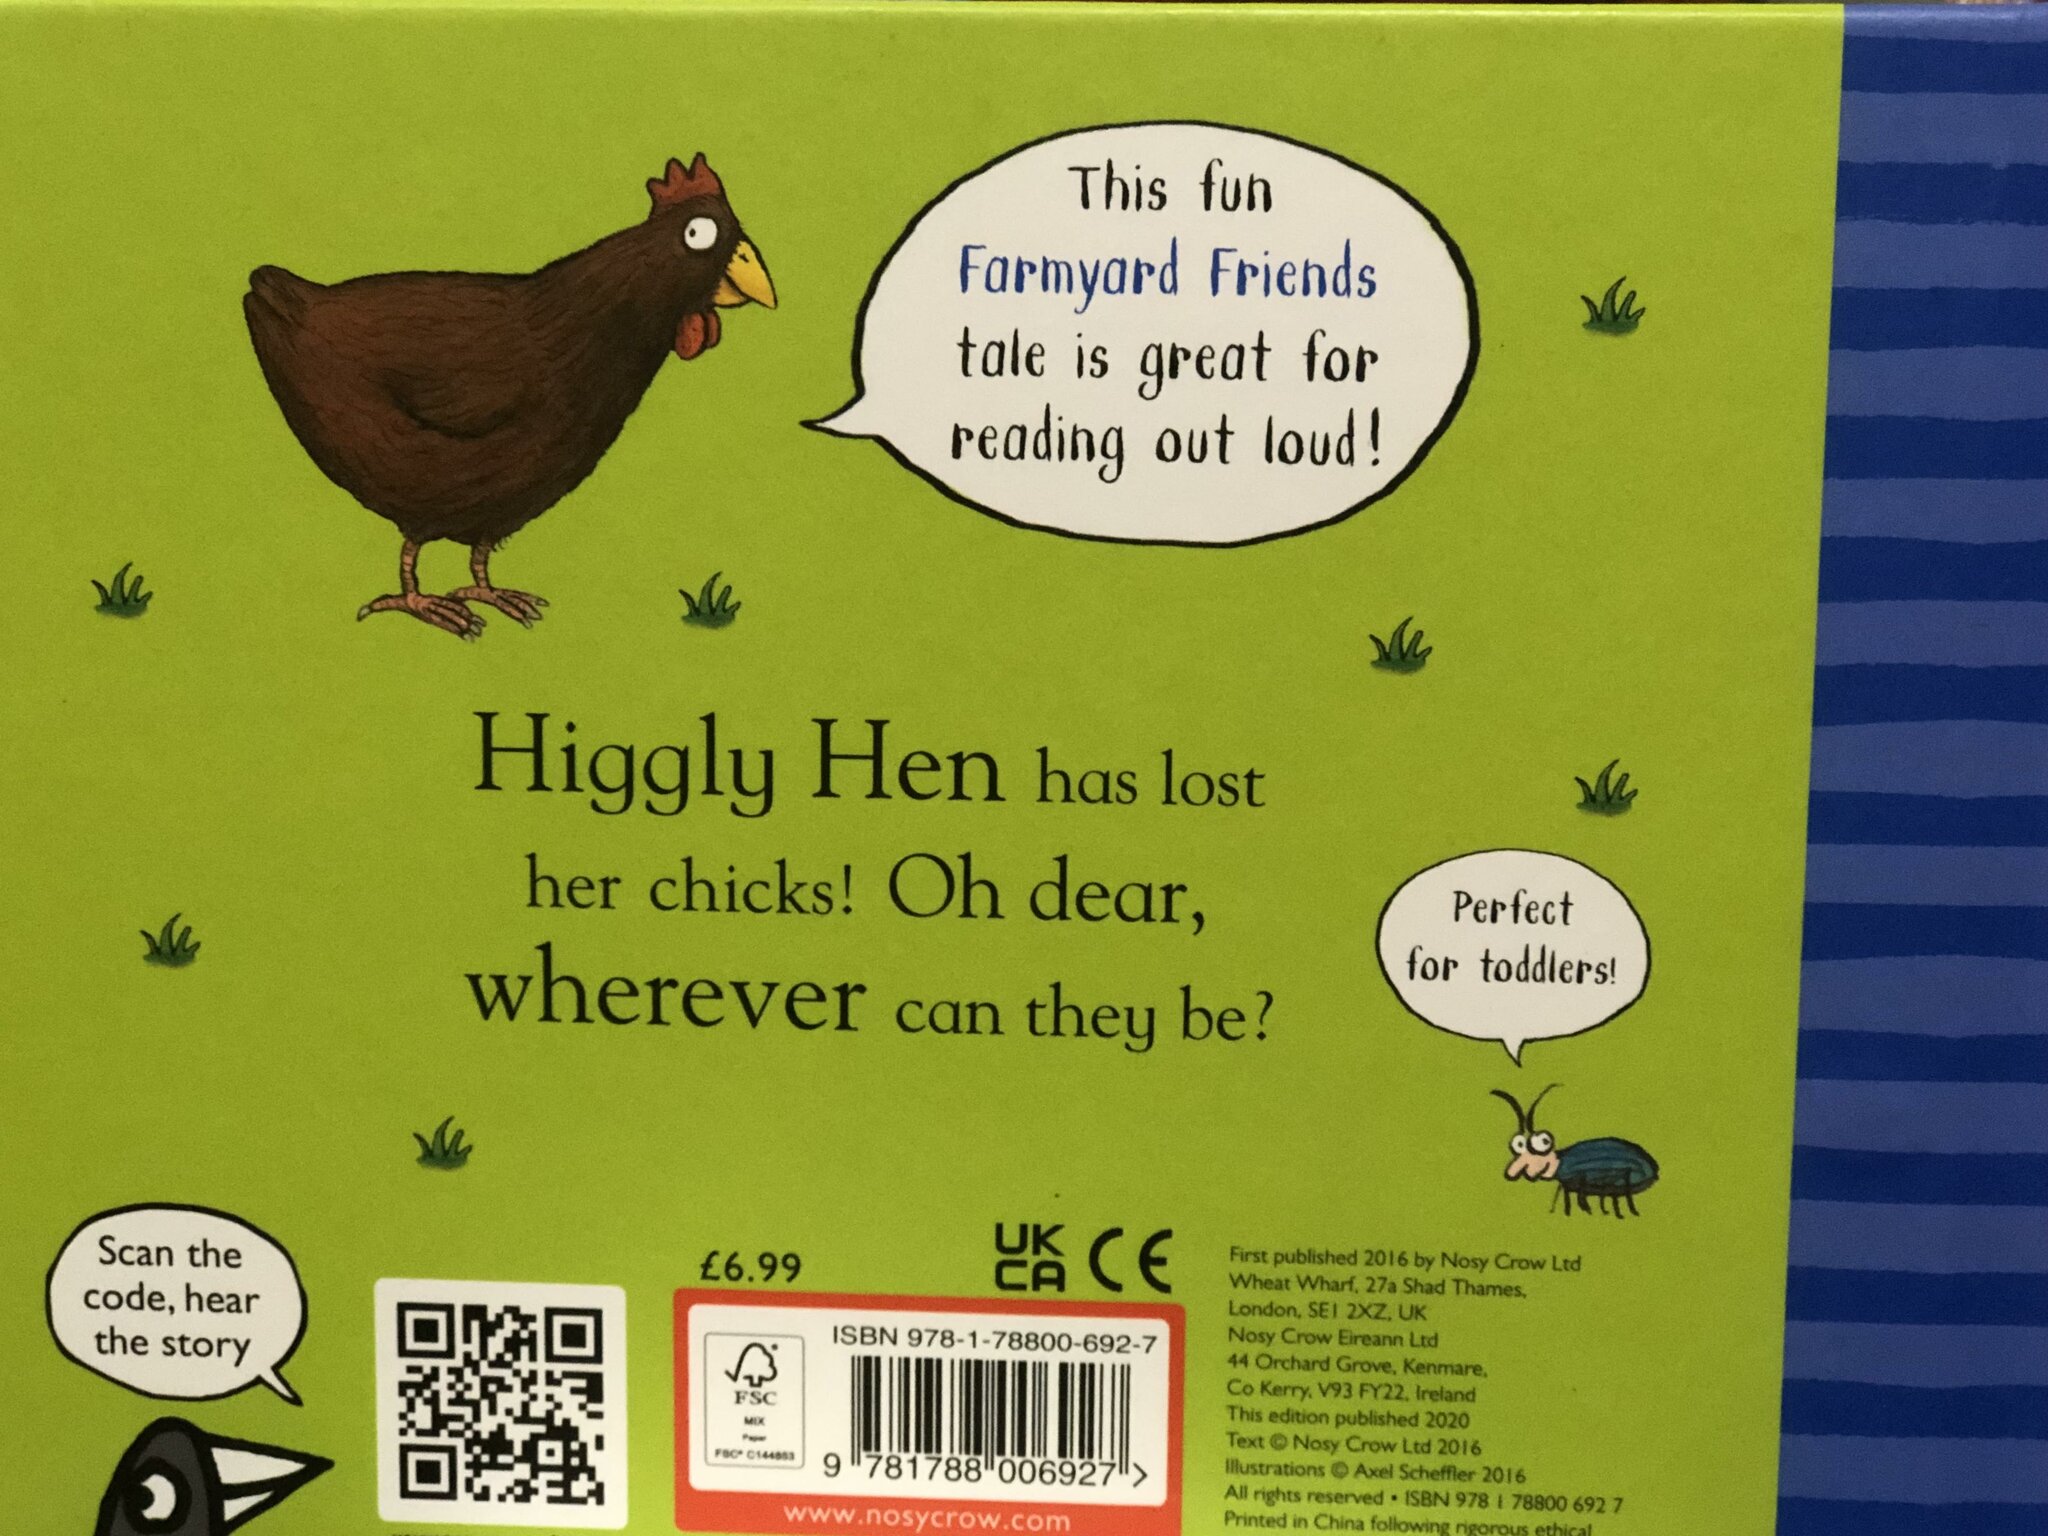 This fun
Farmyard Friends
tale is great for
reading out loud!
Higgly Hen has lost
her chicks! Oh dear,
wherever can they be?
Perfect
for toddlers!
Scan the
code, hear
the story
£6.99
UK
CA CE
ISBN 978-1-78800-692-7
FSC
MIX
Paper
FSC® C144853
9 781788 006927 >
www.nosycrow.com
First published 2016 by Nosy Crow Ltd
Wheat Wharf, 27a Shad Thames,
London, SE1 2XZ, UK
Nosy Crow Eireann Ltd
44 Orchard Grove, Kenmare,
Co Kerry, V93 FY22, Ireland
This edition published 2020
Text © Nosy Crow Ltd 2016
Illustrations © Axel Scheffler 2016
All rights reserved • ISBN 978 1 78800 692 7
Printed in China following rigorous ethical